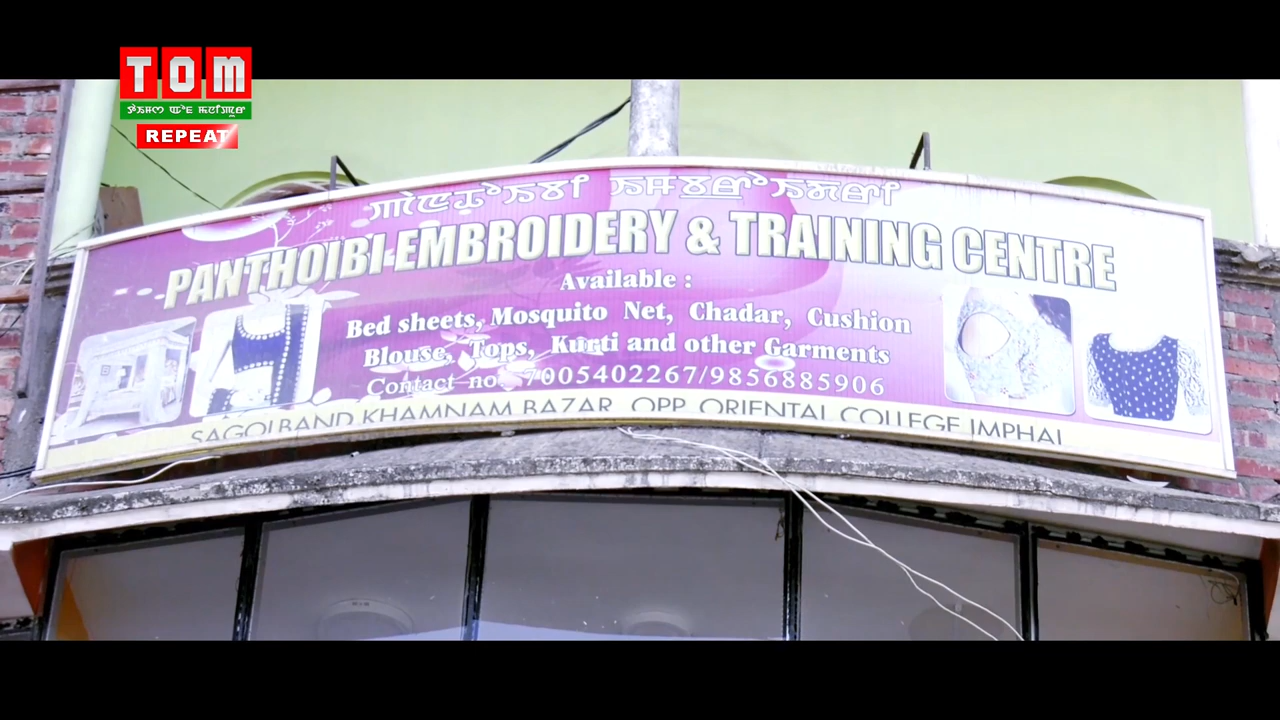 TOM
REPEAT
PANTHOIBI EMBROIDERY & TRAINING CENTRE
Available :
Bed sheets, Mosquito Net, Chadar, Cushion
Blouse, Tops, Kurti and other Garments
Contact no. 7005402267/9856885906
SAGOLBAND KHAMNAM BAZAR, OPP. ORIENTAL COLLEGE IMPHAL